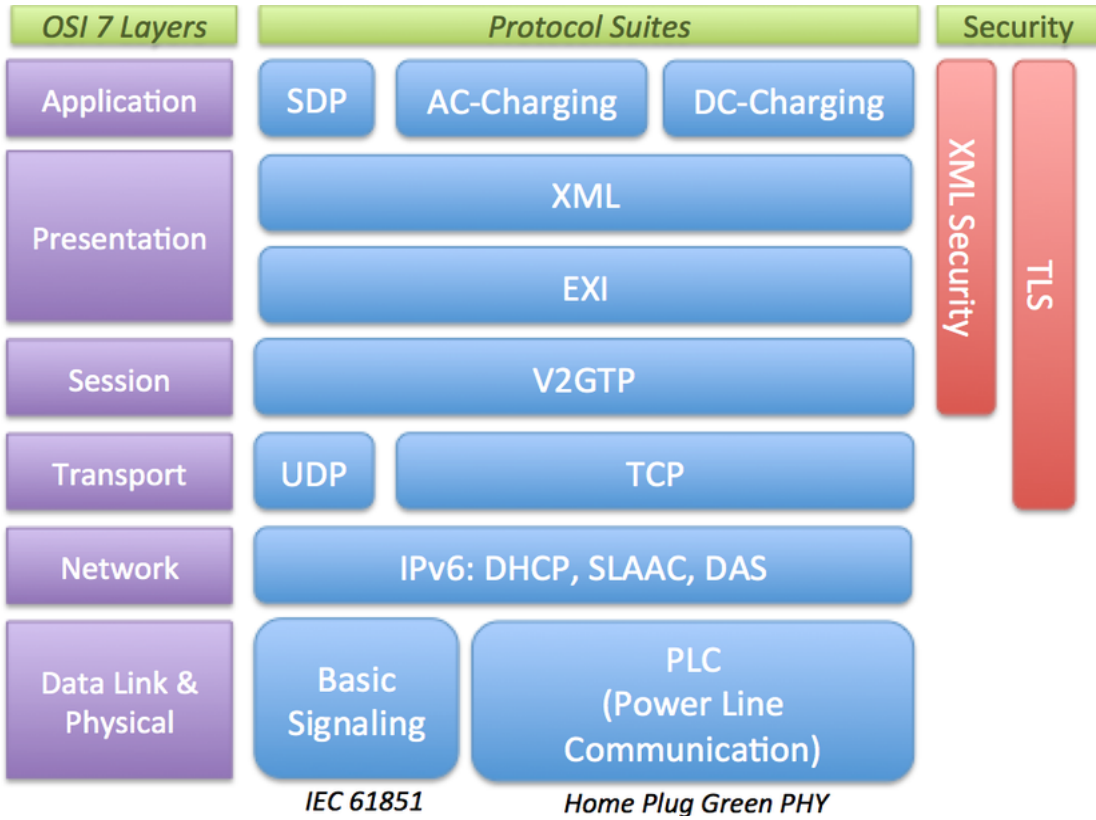 OSI 7 Layers
Protocol Suites
Security
Application
SDP
AC-Charging
DC-Charging
XML Security
TLS
Presentation
XML
EXI
Session
V2GTP
Transport
UDP
TCP
Network
IPv6: DHCP, SLAAC, DAS
Data Link &
Physical
Basic
Signaling
PLC
(Power Line
Communication)
IEC 61851
Home Plug Green PHY